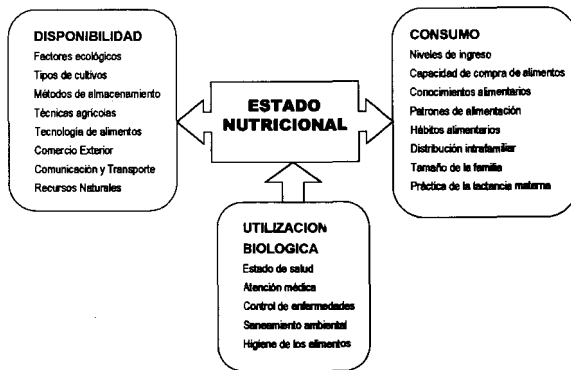 DISPONIBILIDAD
Factores ecológicos
Tipos de cultivos
Métodos de almacenamiento
Técnicas agrícolas
Tecnología de alimentos
Comercio Exterior
Comunicación y Transporte
Recursos Naturales
ESTADO
NUTRICIONAL
CONSUMO
Niveles de ingreso
Capacidad de compra de alimentos
Conocimientos alimentarios
Patrones de alimentación
Hábitos alimentarios
Distribución intrafamiliar
Tamaño de la familia
Práctica de la lactancia materna
UTILIZACION
BIOLOGICA
Estado de salud
Atención médica
Control de enfermedades
Saneamiento ambiental
Higiene de los alimentos